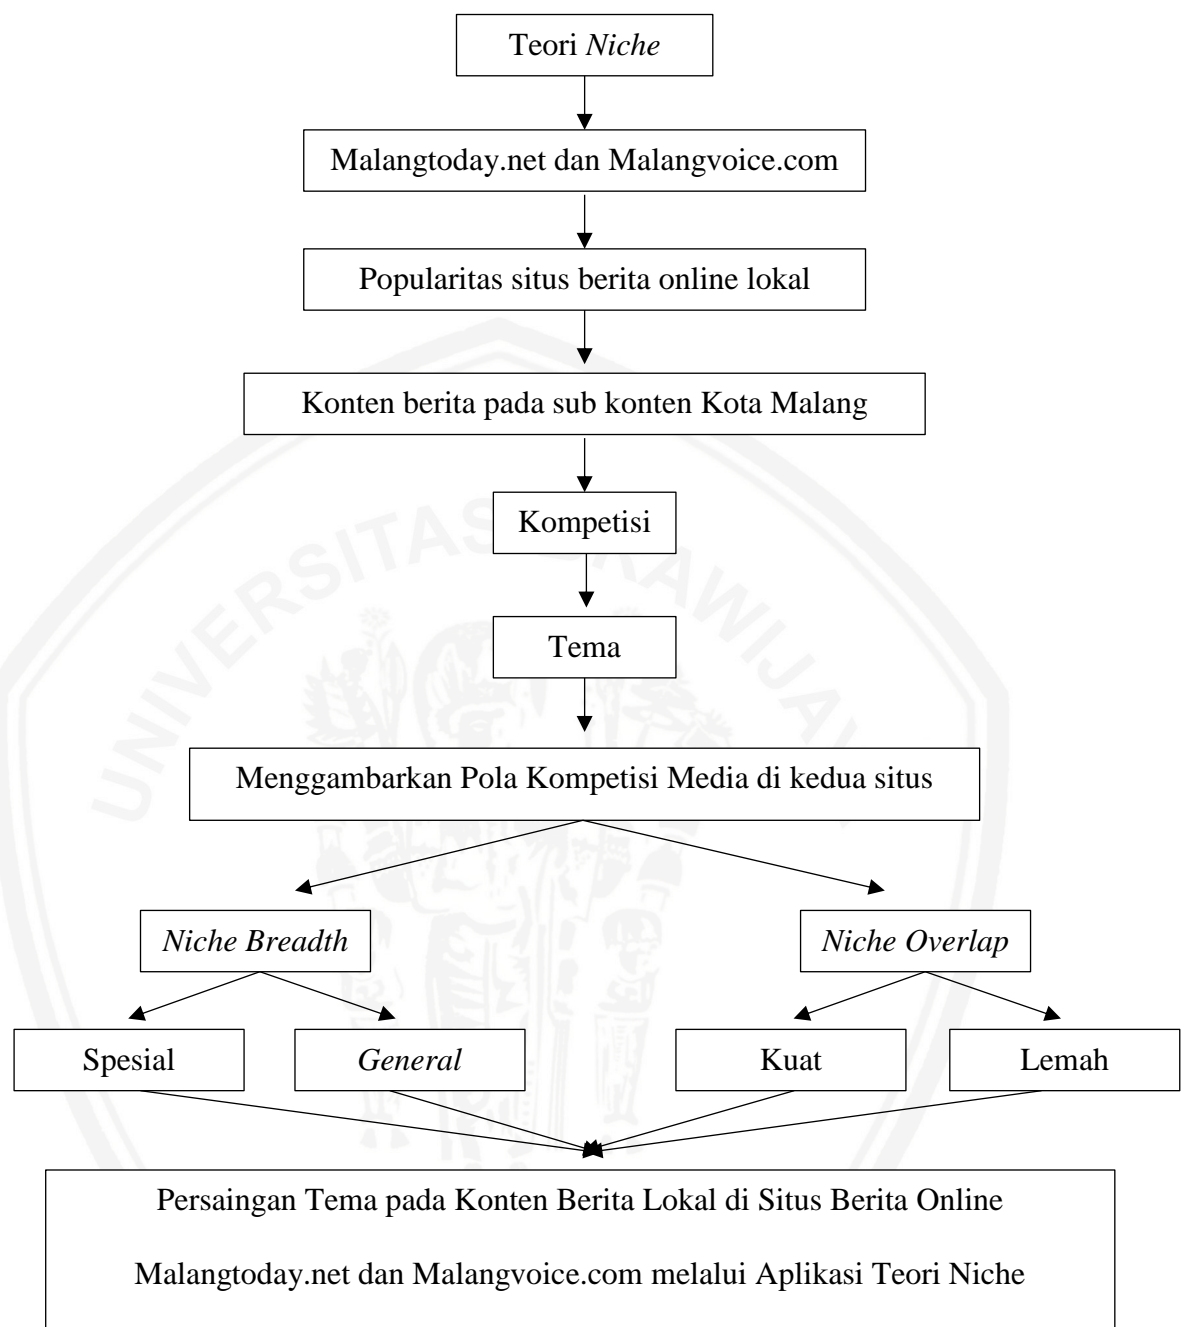 Teori Niche
Malangtoday.net dan Malangvoice.com
Popularitas situs berita online lokal
Konten berita pada sub konten Kota Malang
Kompetisi
Tema
Menggambarkan Pola Kompetisi Media di kedua situs
Niche Breadth
Niche Overlap
Spesial
General
Kuat
Lemah
Persaingan Tema pada Konten Berita Lokal di Situs Berita Online
Malangtoday.net dan Malangvoice.com melalui Aplikasi Teori Niche
UNIVERSITAS BRAWIJAYA